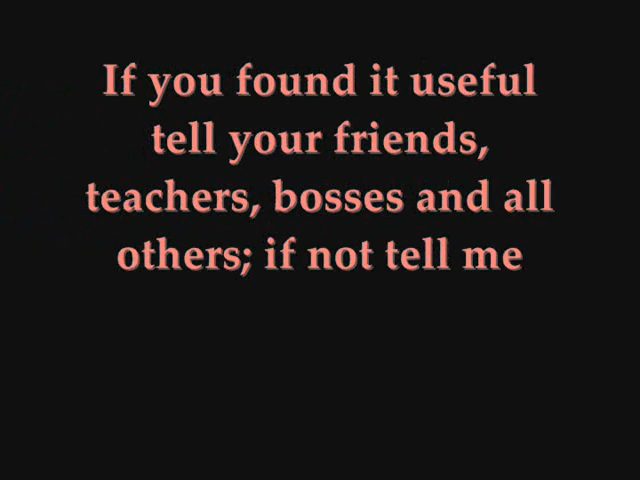 If you found it useful
tell your friends,
teachers, bosses and all
others; if not tell me